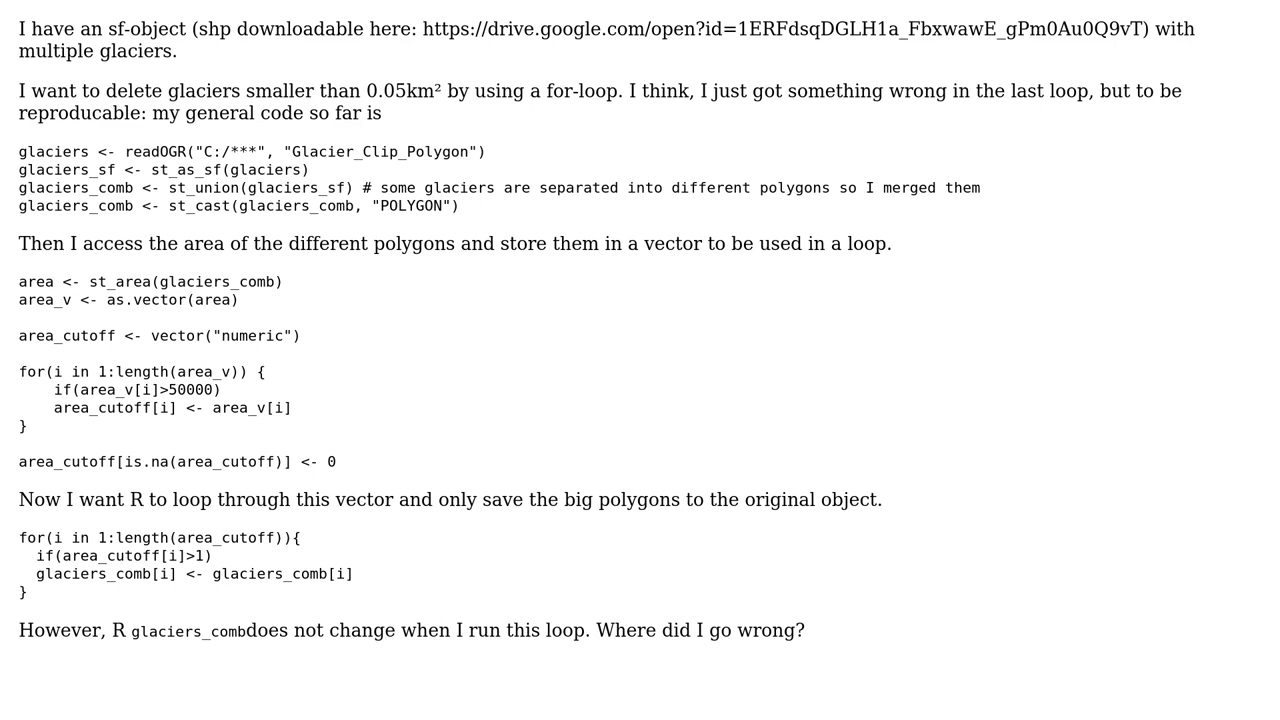 I have an sf-object (shp downloadable here: https://drive.google.com/open?id=1ERFdsqDGLH1a_FbxwawE_gPm0Au0Q9vT) with
multiple glaciers.
I want to delete glaciers smaller than 0.05km² by using a for-loop. I think, I just got something wrong in the last loop, but to be
reproducable: my general code so far is
glaciers <- readOGR("C:/***", "Glacier_Clip_Polygon")
glaciers_sf <- st_as_sf(glaciers)
glaciers_comb <- st_union(glaciers_sf) # some glaciers are separated into different polygons so I merged them
glaciers_comb <- st_cast(glaciers_comb, "POLYGON")
Then I access the area of the different polygons and store them in a vector to be used in a loop.
area <- st_area(glaciers_comb)
area_v <- as.vector(area)
area_cutoff <- vector("numeric")
for(i in 1:length(area_v)) {
    if(area_v[i]>50000)
    area_cutoff[i] <- area_v[i]
}
area_cutoff[is.na(area_cutoff)] <- 0
Now I want R to loop through this vector and only save the big polygons to the original object.
for(i in 1:length(area_cutoff)){
  if(area_cutoff[i]>1)
  glaciers_comb[i] <- glaciers_comb[i]
}
However, R glaciers_combdoes not change when I run this loop. Where did I go wrong?